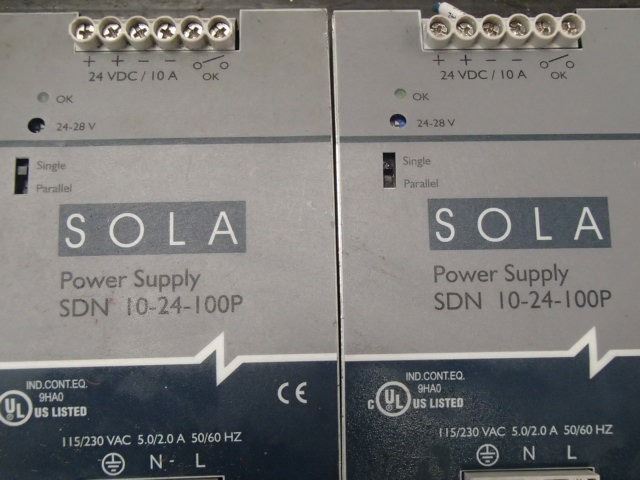 + + − −
24 VDC / 10 A OK
OK
24-28 V
Single
Parallel
SOLA
Power Supply
SDN 10-24-100P
IND.CONT.EQ.
9HA0
UL US LISTED
CE
115/230 VAC 5.0/2.0 A 50/60 HZ
N - L
+ + − −
24 VDC / 10 A OK
OK
24-28 V
Single
Parallel
SOLA
Power Supply
SDN 10-24-100P
IND.CONT.EQ.
9HA0
C UL US LISTED
115/230 VAC 5.0/2.0 A 50/60 HZ
N L